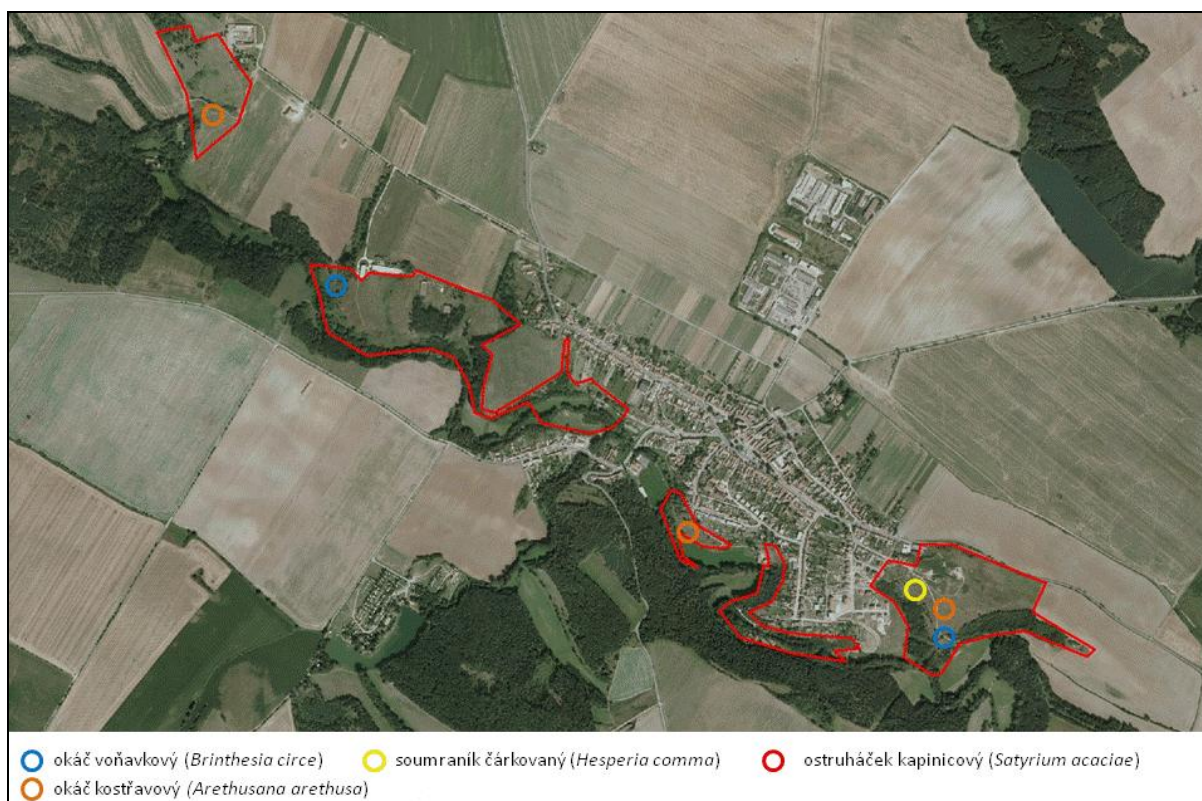 okáč voňavkový (Brinthesia circe)
soumraník čárkovaný (Hesperia comma)
ostruháček kapinicový (Satyrium acaciae)
okáč kostřavový (Arethusana arethusa)